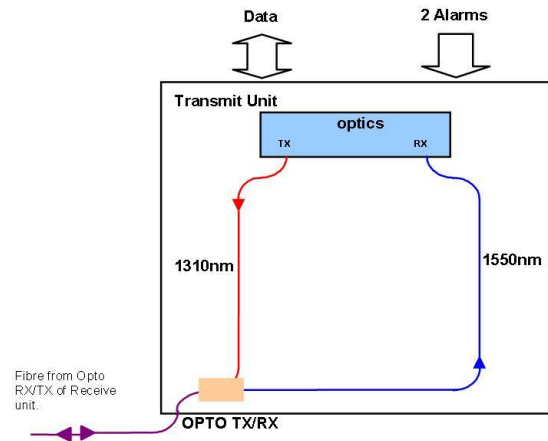 Data
2 Alarms
Transmit Unit
optics
TX
RX
1310nm
1550nm
Fibre from Opto
RX/TX of Receive
unit.
OPTO TX/RX